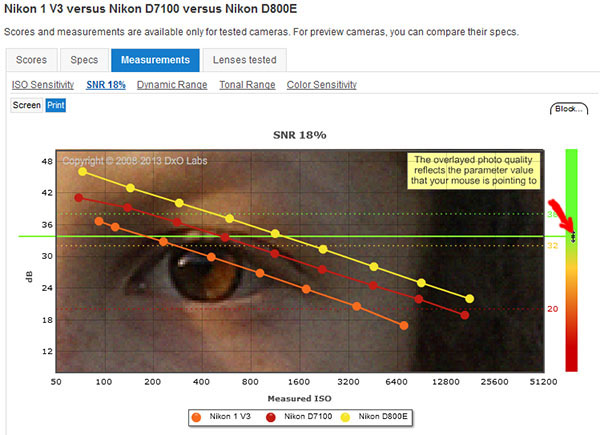 Nikon 1 V3 versus Nikon D7100 versus Nikon D800E
Scores and measurements are available only for tested cameras. For preview cameras, you can compare their specs.
Scores Specs Measurements Lenses tested
ISO Sensitivity SNR 18% Dynamic Range Tonal Range Color Sensitivity
Screen Print
Block...
SNR 18%
Copyright © 2008-2013 DxO Labs
The overlayed photo quality
reflects the parameter value
that your mouse is pointing to
48
42
36
30
24
18
12
dB
38
32
20
50 100 200 400 800 1600 3200 6400 12800 25600 51200
Measured ISO
Nikon 1 V3 Nikon D7100 Nikon D800E